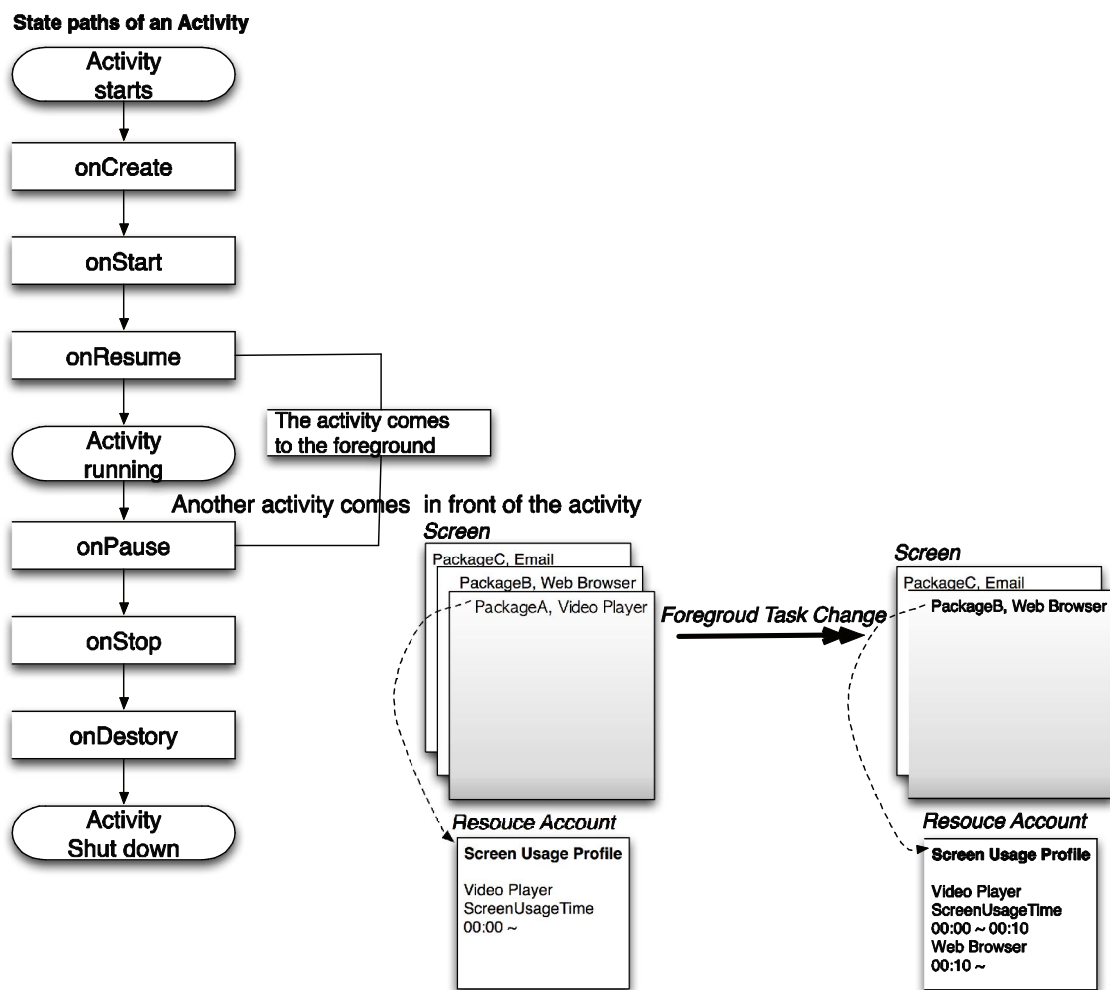 State paths of an Activity
Activity
starts
onCreate
onStart
onResume
The activity comes
to the foreground
Activity
running
Another activity comes in front of the activity
onPause
onStop
onDestory
Activity
Shut down
Screen
PackageC, Email
PackageB, Web Browser
PackageA, Video Player
Foregroud Task Change
Screen
PackageC, Email
PackageB, Web Browser
Resouce Account
Screen Usage Profile
Video Player
ScreenUsageTime
00:00 ~
Resouce Account
Screen Usage Profile
Video Player
ScreenUsageTime
00:00 ~ 00:10
Web Browser
00:10 ~